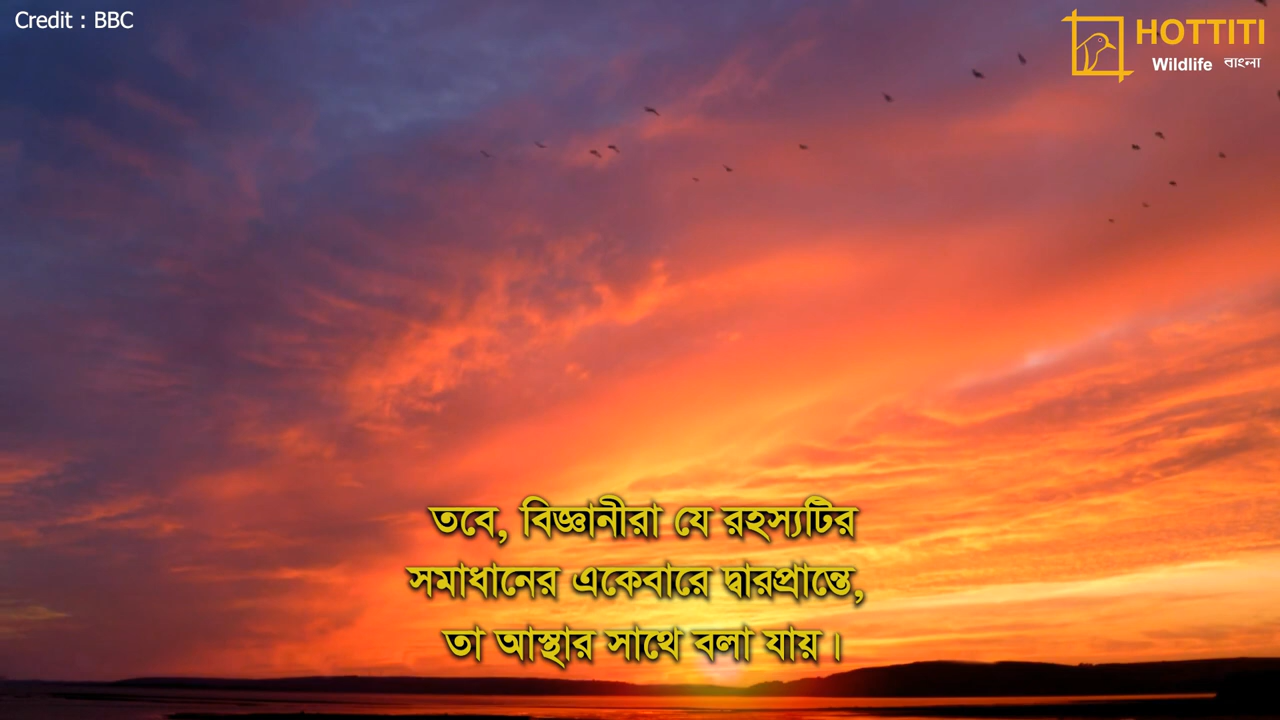 Credit : BBC
HOTTITI
Wildlife বাংলা
তবে, বিজ্ঞানীরা যে রহস্যটির
সমাধানের একেবারে দ্বারপ্রান্তে,
তা আস্থার সাথে বলা যায়।